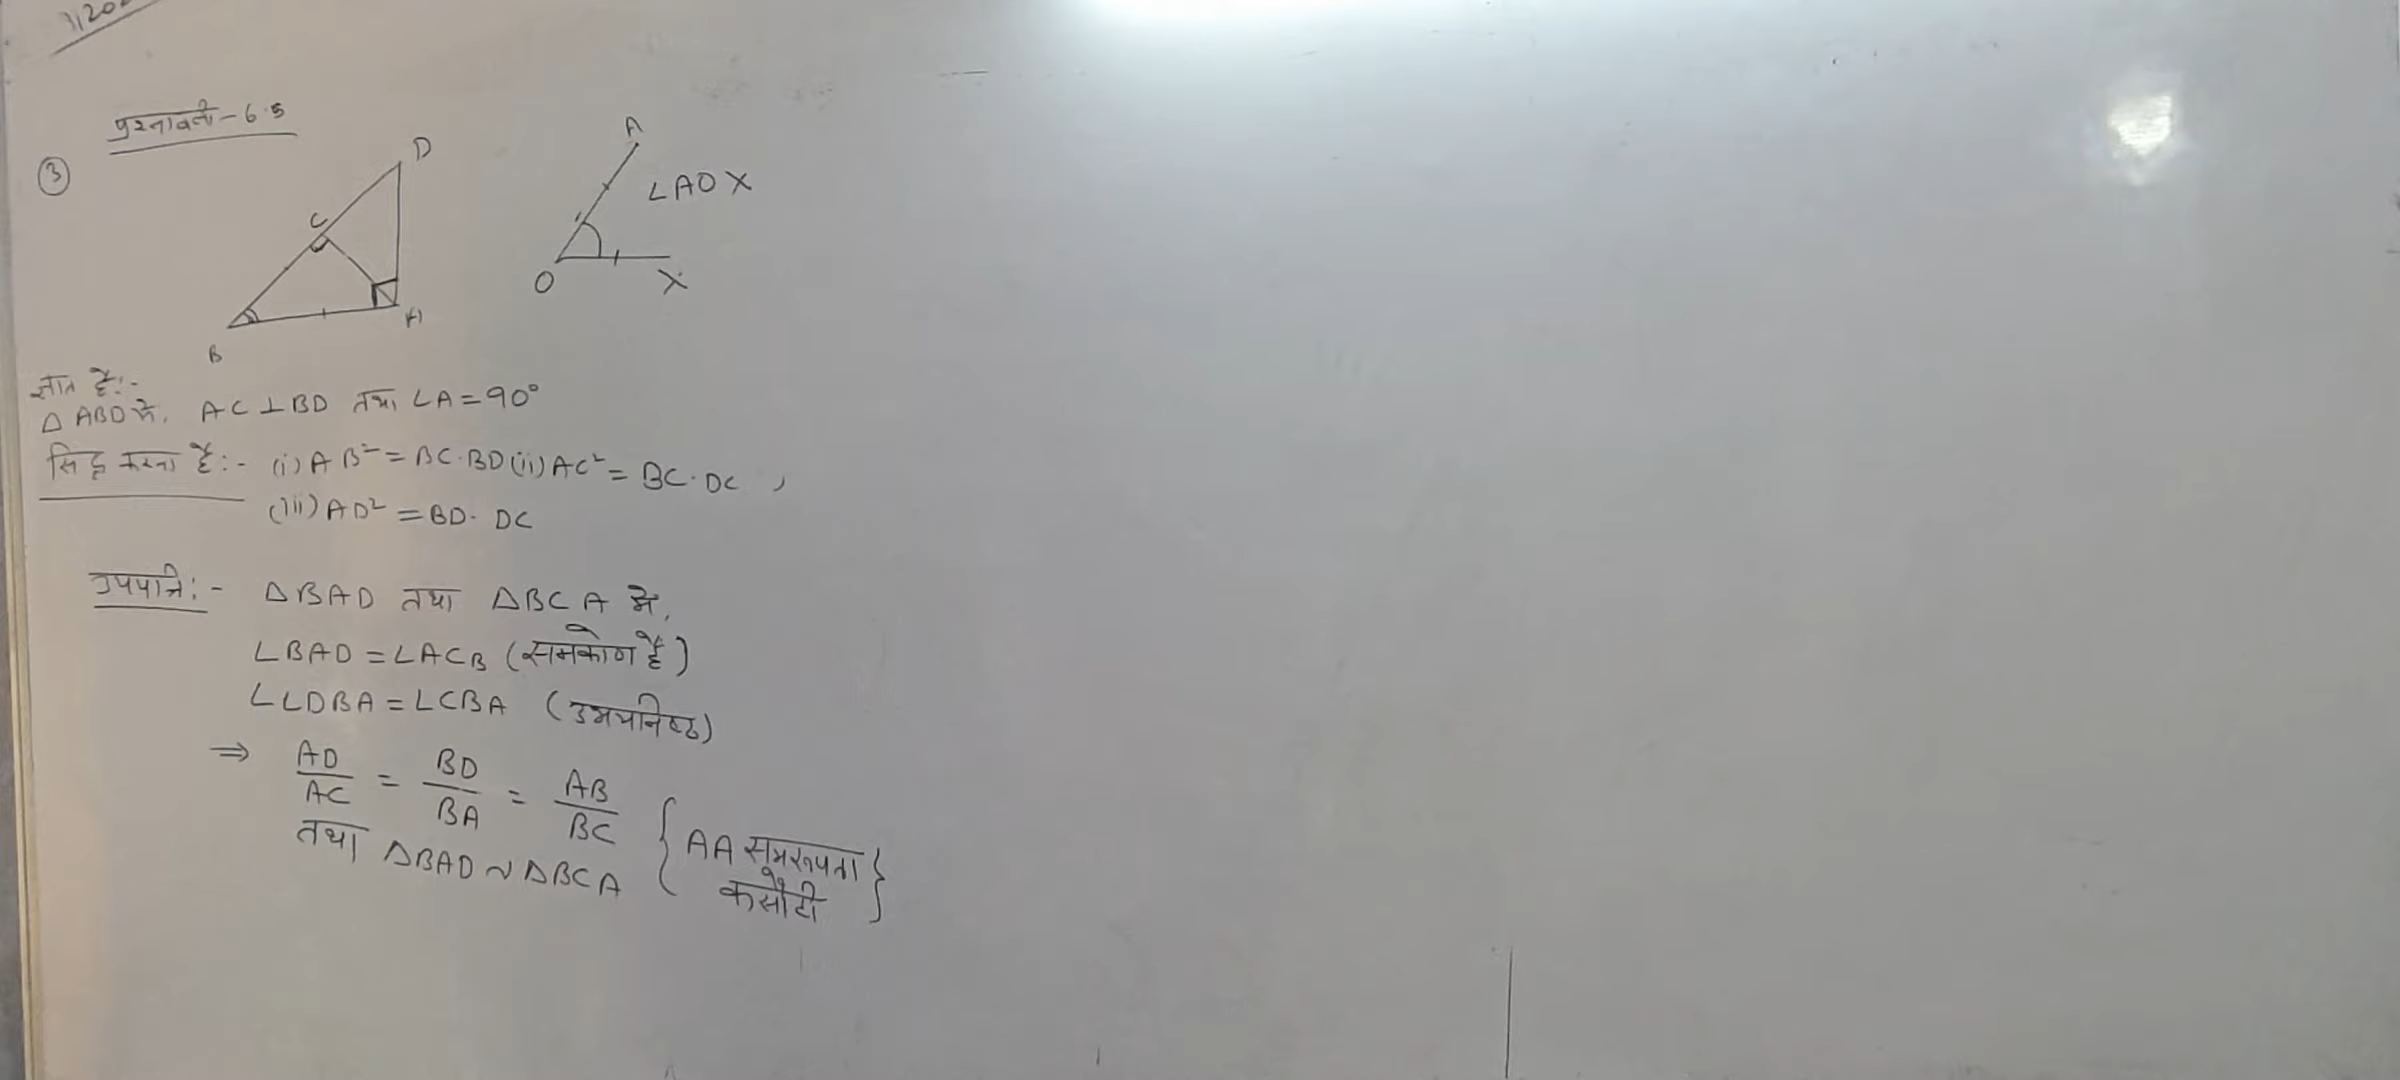 प्रश्नावली-6.5
3
D
C
B
A
A
∠AOX
O
X
ज्ञात है:-
△ ABD में, AC⊥BD तथा ∠A=90°
सिद्ध करना है:- (i) AB²=BC·BD (ii) AC²=BC·DC ,
(iii) AD²=BD·DC
उपपत्ति:- △BAD तथा △BCA में,
∠BAD=∠ACB (समकोण हैं)
∠∠DBA=∠CBA (उभयनिष्ठ)
⇒ AD/AC = BD/BA = AB/BC
तथा △BAD ~ △BCA {AA समरूपता
कसौटी}